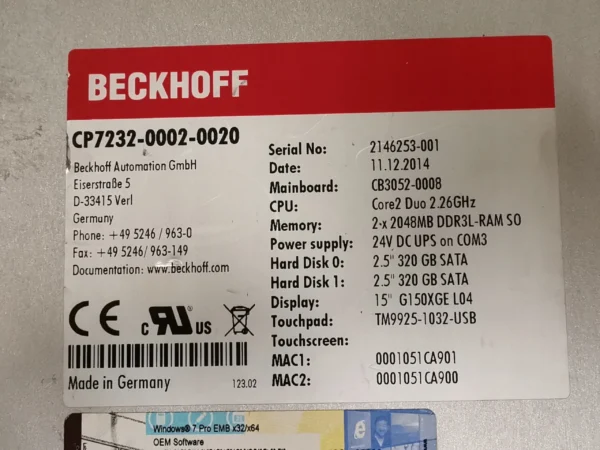 BECKHOFF
CP7232-0002-0020
Beckhoff Automation GmbH
Eiserstraße 5
D-33415 Verl
Germany
Phone: +49 5246 / 963-0
Fax: +49 5246/963-149
Documentation: www.beckhoff.com
Serial No: 2146253-001
Date: 11.12.2014
Mainboard: CB3052-0008
CPU: Core2 Duo 2.26GHz
Memory: 2 x 2048MB DDR3L-RAM SO
Power supply: 24V DC UPS on COM3
Hard Disk 0: 2.5" 320 GB SATA
Hard Disk 1: 2.5" 320 GB SATA
Display: 15" G150XGE L04
Touchpad: TM9925-1032-USB
Touchscreen:
MAC1: 0001051CA901
MAC2: 0001051CA900
CE c RU US
Made in Germany 123.02
Windows® 7 Pro EMB x32/x64
OEM Software